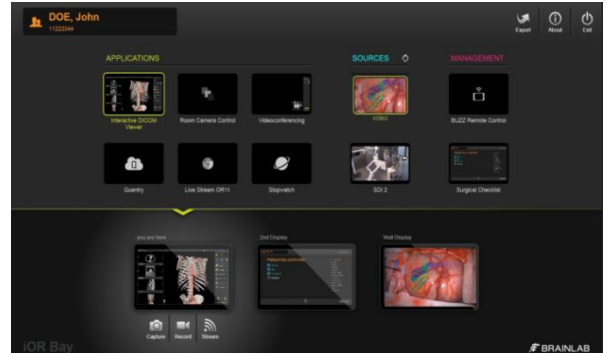 DOE, John
11223344
Export
About
Exit
APPLICATIONS
SOURCES
MANAGEMENT
Interactive DICOM
Viewer
Room Camera Control
Videoconferencing
video
BUZZ Remote Control
Quentry
Live Stream OR11
Stopwatch
SDI 2
Surgical Checklist
you are here
2nd Display
Wall Display
Capture
Record
Stream
iOR Bay
BRAINLAB